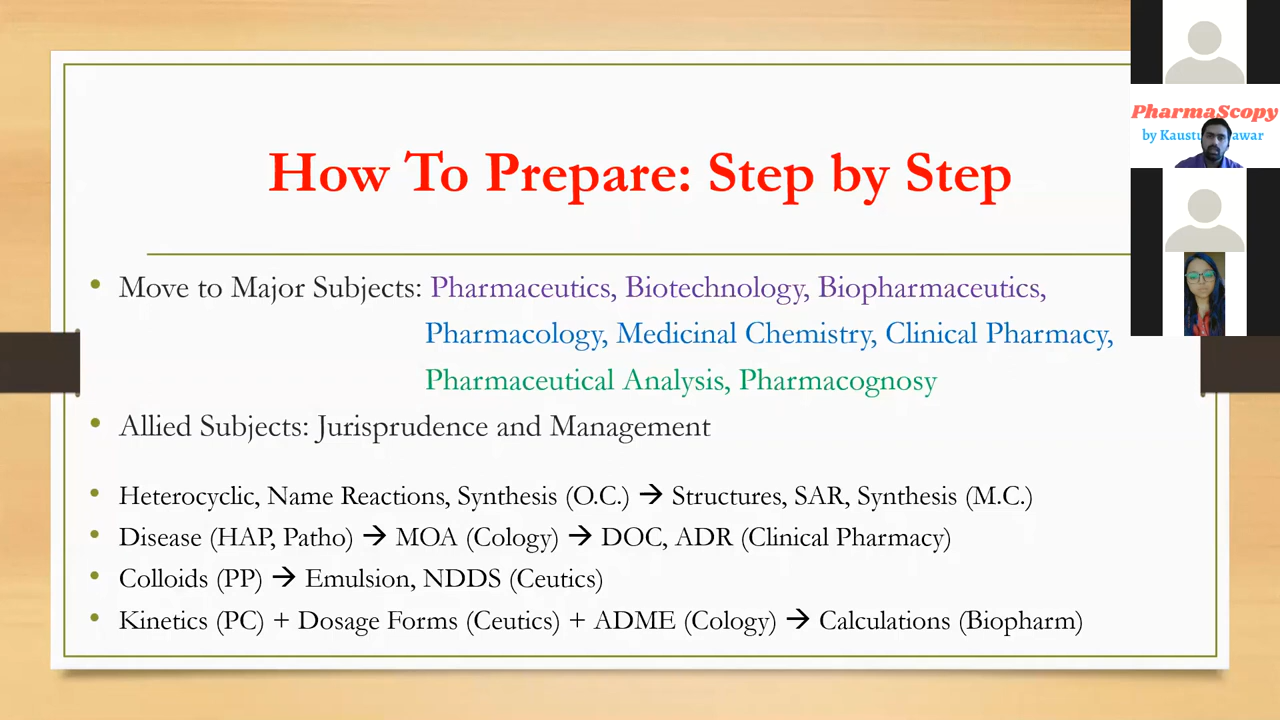 How To Prepare: Step by Step
• Move to Major Subjects: Pharmaceutics, Biotechnology, Biopharmaceutics,
Pharmacology, Medicinal Chemistry, Clinical Pharmacy,
Pharmaceutical Analysis, Pharmacognosy
• Allied Subjects: Jurisprudence and Management
• Heterocyclic, Name Reactions, Synthesis (O.C.) → Structures, SAR, Synthesis (M.C.)
• Disease (HAP, Patho) → MOA (Cology) → DOC, ADR (Clinical Pharmacy)
• Colloids (PP) → Emulsion, NDDS (Ceutics)
• Kinetics (PC) + Dosage Forms (Ceutics) + ADME (Cology) → Calculations (Biopharm)
PharmaScopy
by